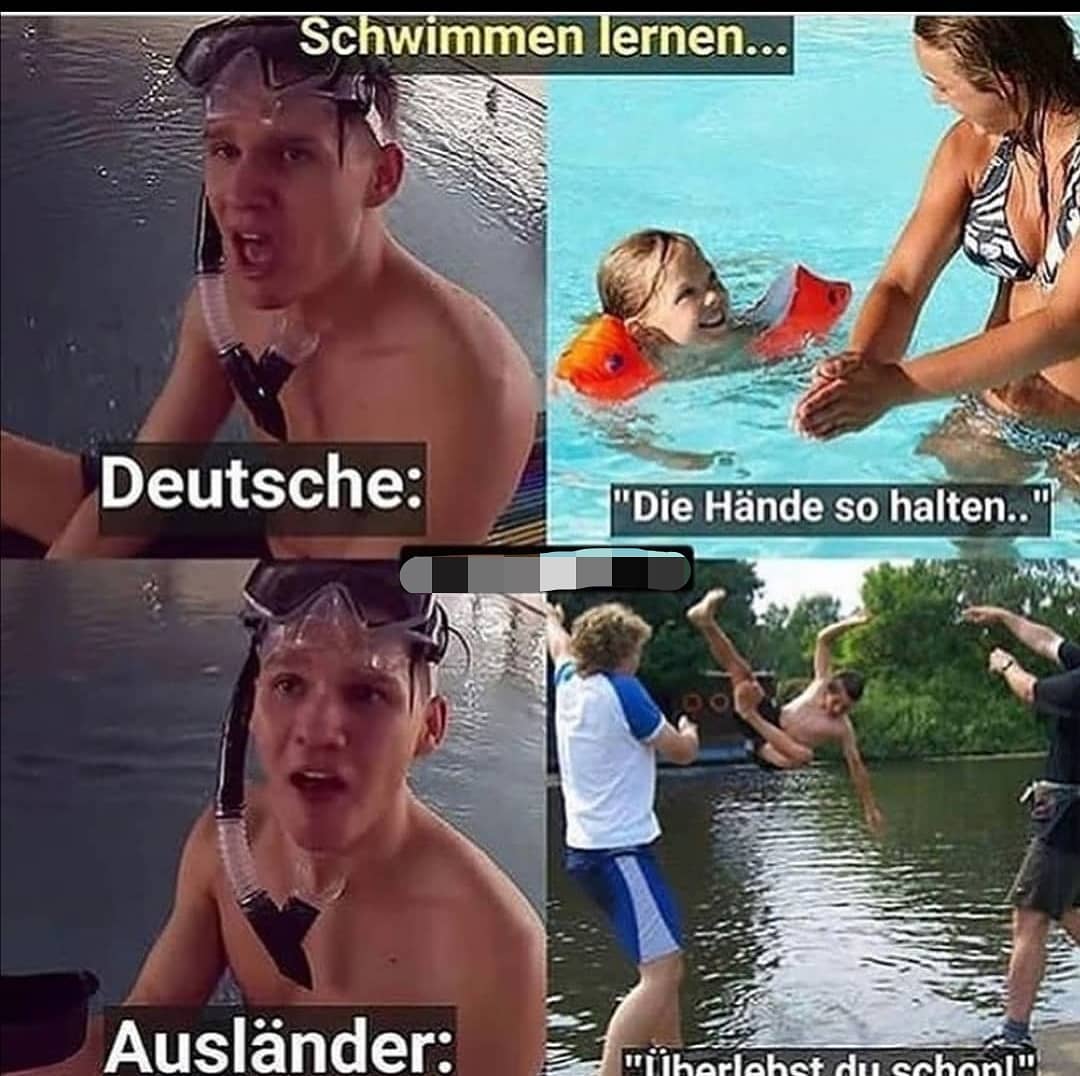 Schwimmen lernen...
Deutsche:
"Die Hände so halten.."
Ausländer:
"Überlebst du schon!"